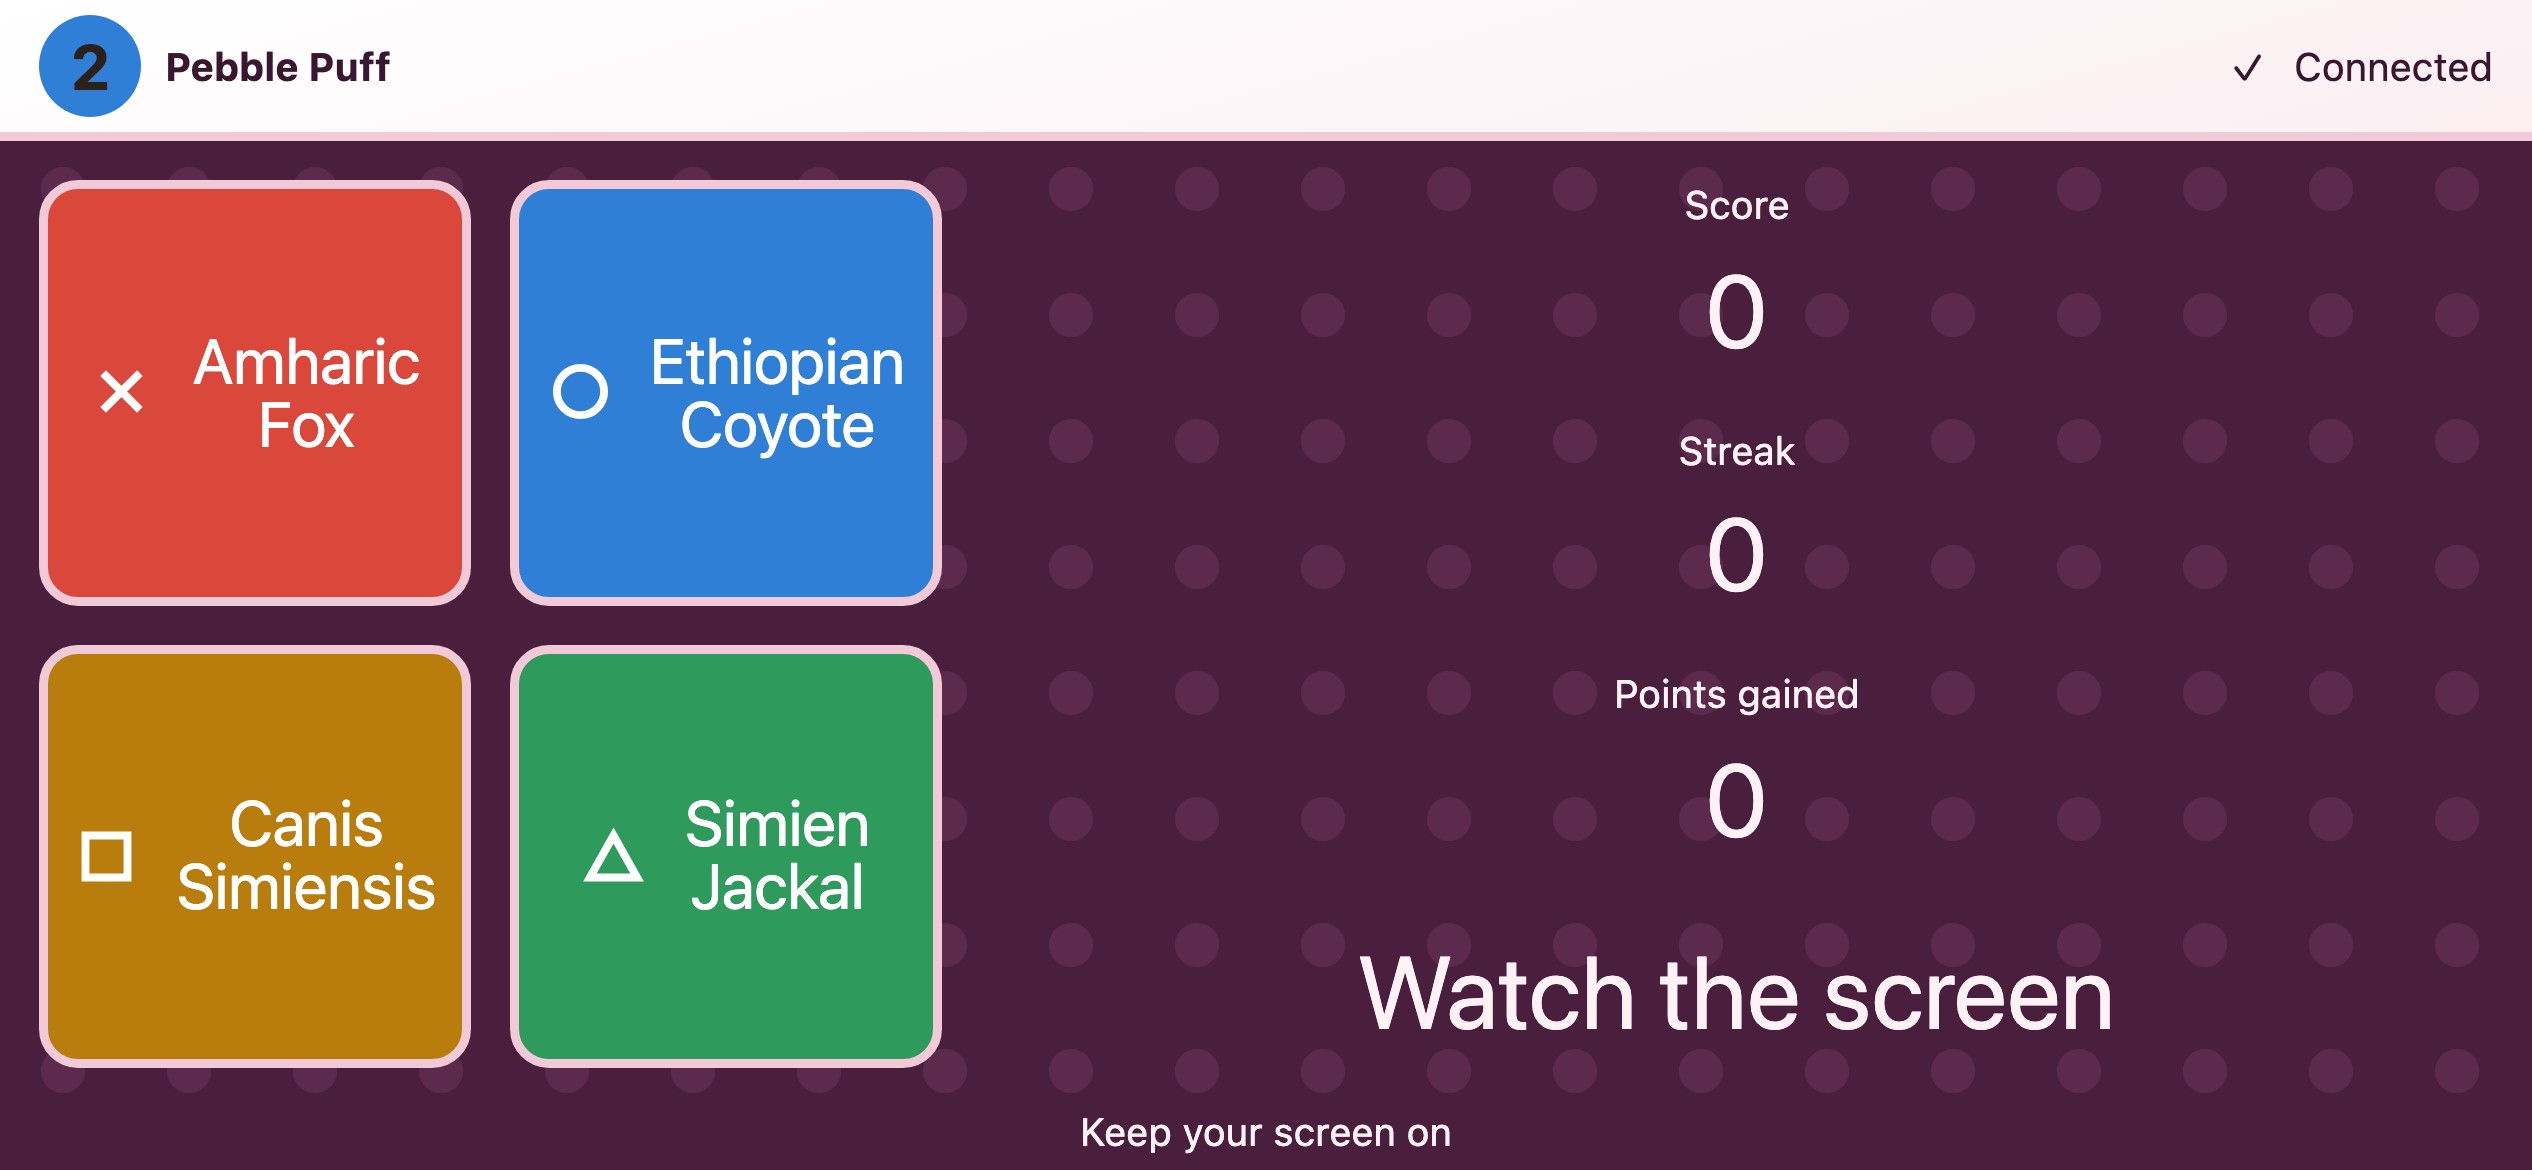 2 Pebble Puff
✓ Connected
Amharic
Fox
Ethiopian
Coyote
Canis
Simiensis
Simien
Jackal
Score
0
Streak
0
Points gained
0
Watch the screen
Keep your screen on